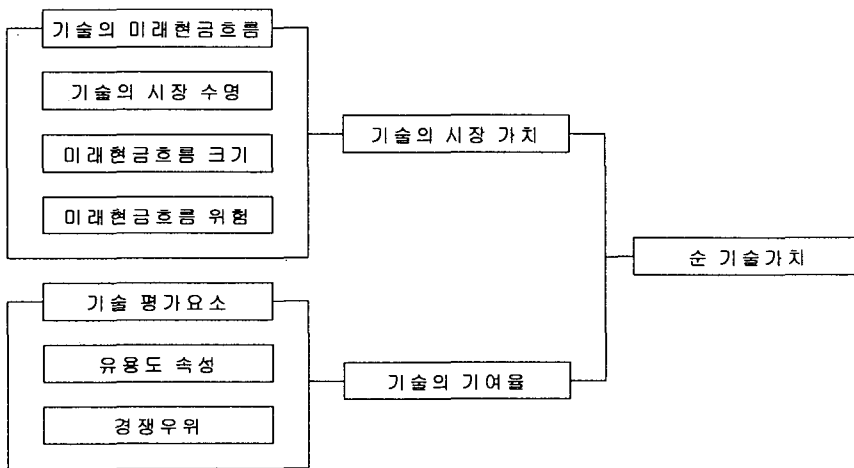 기술의 미래현금흐름
기술의 시장 수명
미래현금흐름 크기
미래현금흐름 위험
기술의 시장 가치
순 기술가치
기술 평가요소
유용도 속성
경쟁우위
기술의 기여율